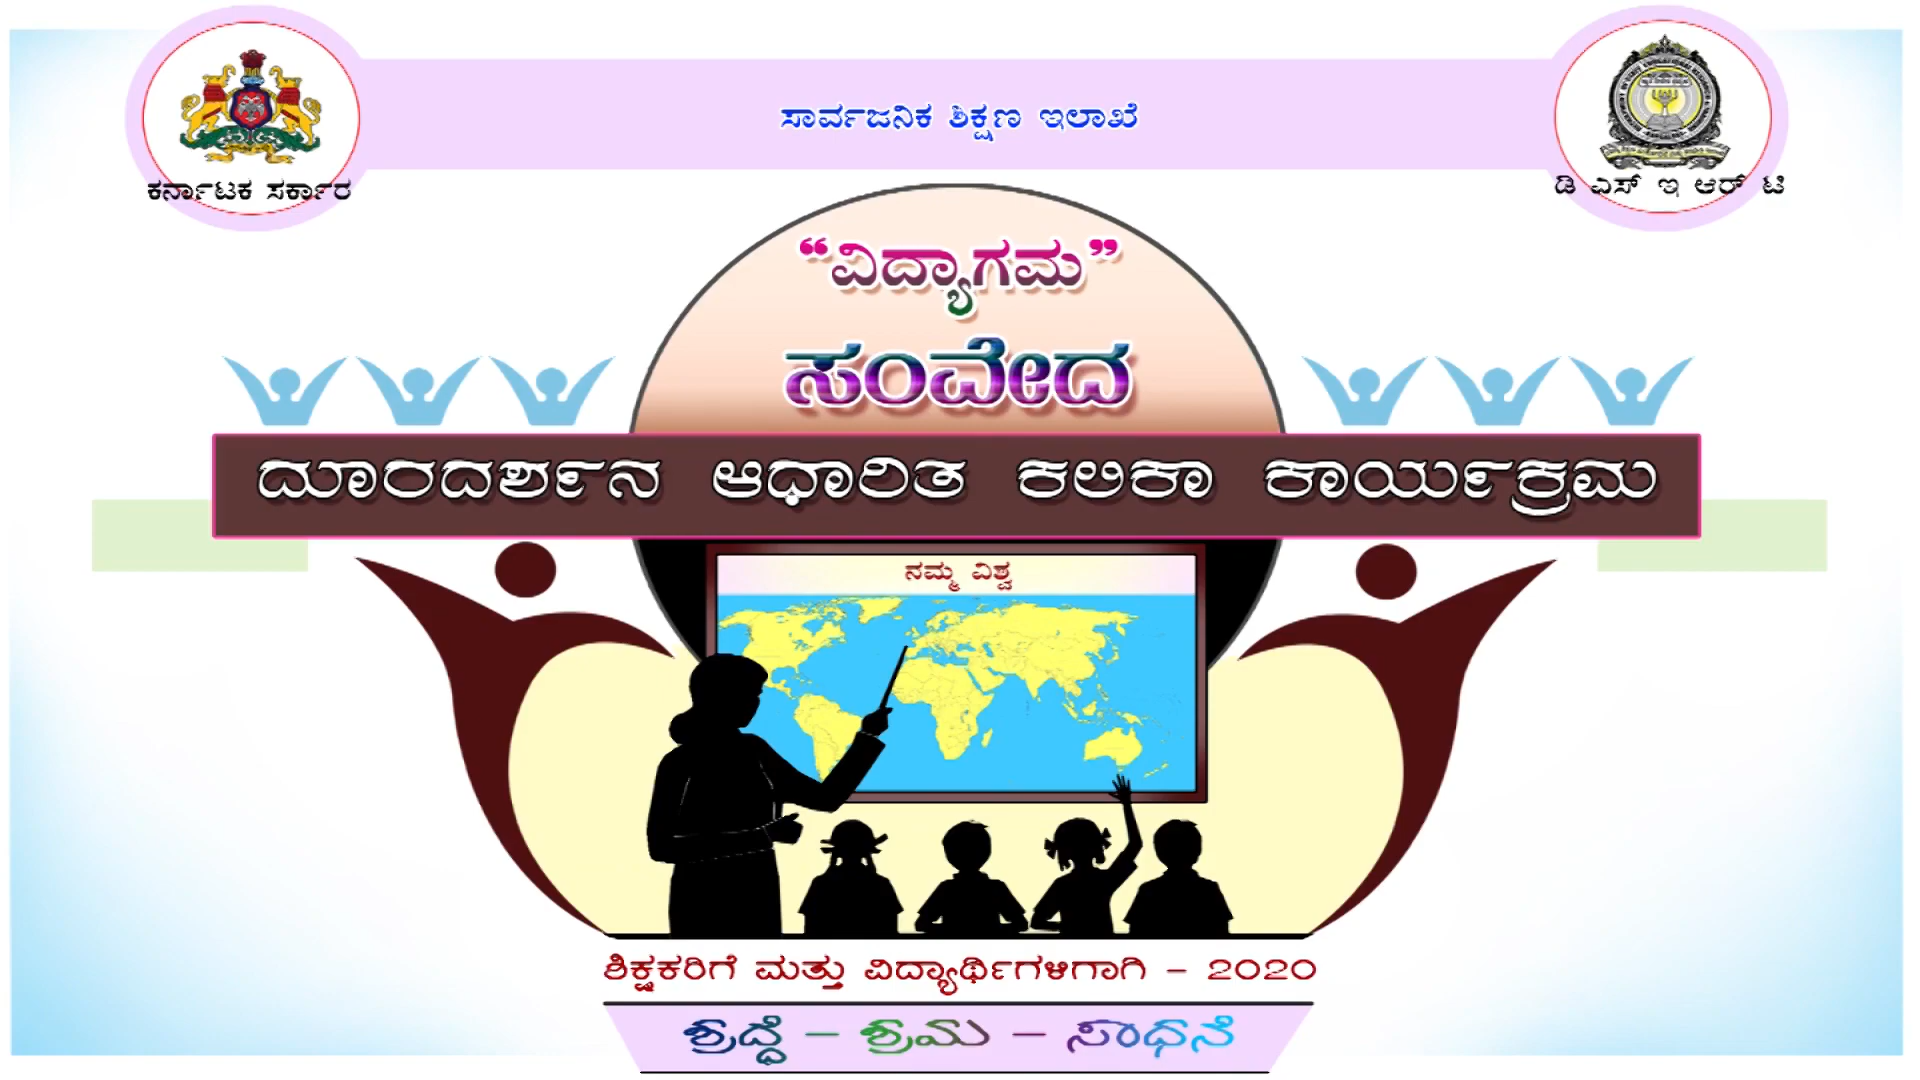 ಸಾರ್ವಜನಿಕ ಶಿಕ್ಷಣ ಇಲಾಖೆ
ಕರ್ನಾಟಕ ಸರ್ಕಾರ
ಡಿ ಎಸ್ ಇ ಆರ್ ಟಿ
“ವಿದ್ಯಾಗಮ”
ಸಂವೇದ
ದೂರದರ್ಶನ ಆಧಾರಿತ ಕಲಿಕಾ ಕಾರ್ಯಕ್ರಮ
ನಮ್ಮ ವಿಶ್ವ
ಶಿಕ್ಷಕರಿಗೆ ಮತ್ತು ವಿದ್ಯಾರ್ಥಿಗಳಿಗಾಗಿ - 2020
ಶ್ರದ್ಧೆ - ಶ್ರಮ - ಸಾಧನೆ